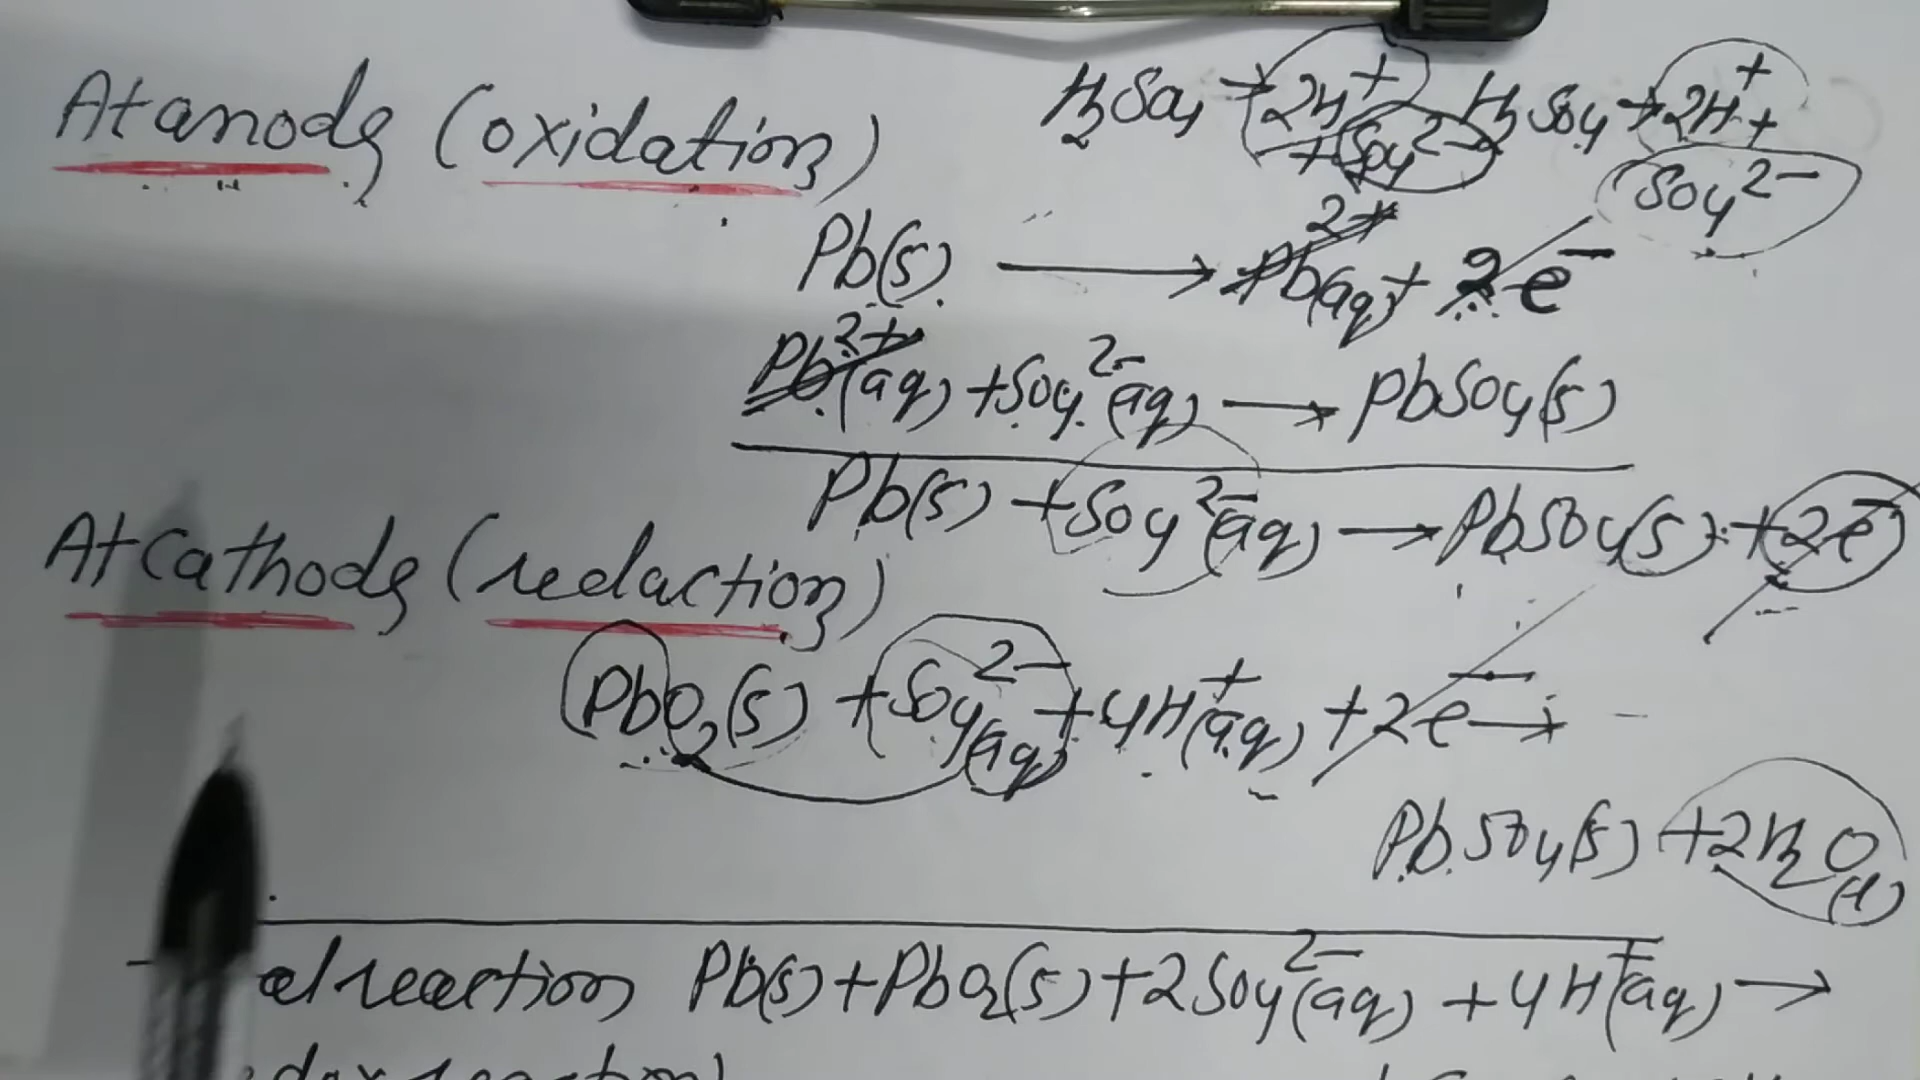 At anode (oxidation)
H2SO4 → 2H+ + SO4 2-
H2SO4 → 2H+ + SO4 2-
Pb(s) → Pb2+(aq) + 2e-
Pb2+(aq) + SO4 2-(aq) → PbSO4(s)
Pb(s) + SO4 2-(aq) → PbSO4(s) + 2e-
At Cathode (reduction)
PbO2(s) + SO4 2-(aq) + 4H+(aq) + 2e- →
PbSO4(s) + 2H2O(l)
reaction Pb(s) + PbO2(s) + 2SO4 2-(aq) + 4H+(aq) →